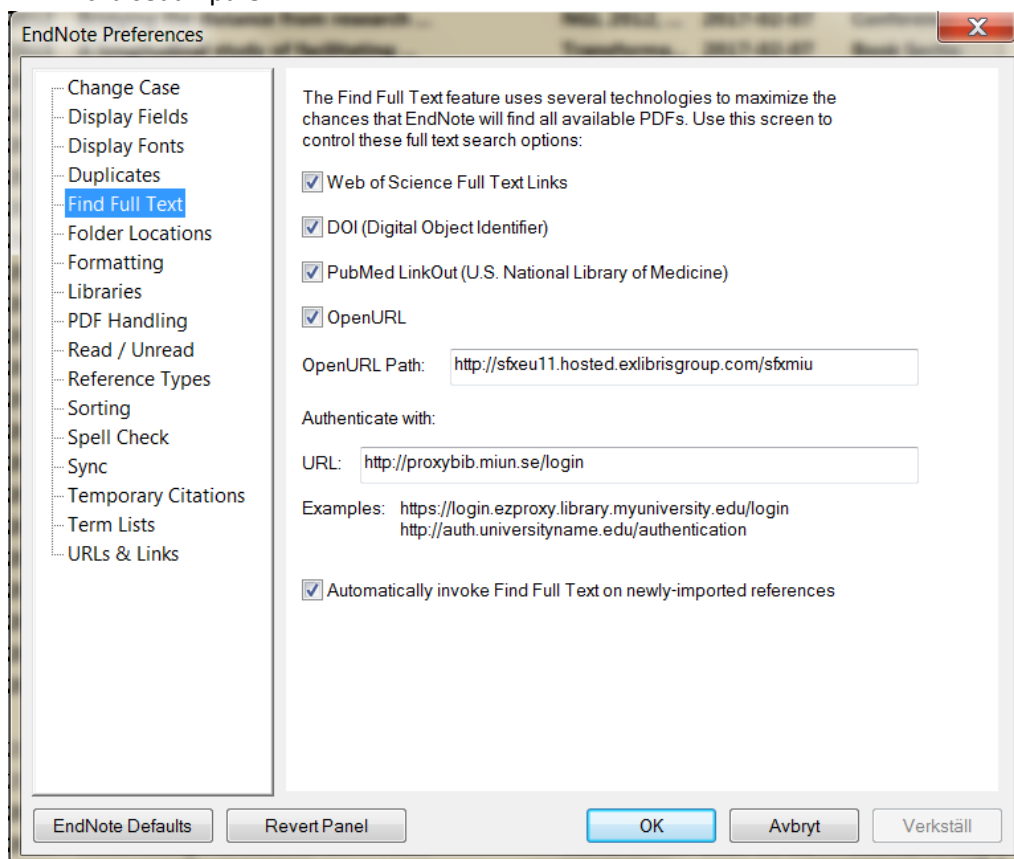 EndNote Preferences
X
Change Case
Display Fields
Display Fonts
Duplicates
Find Full Text
Folder Locations
Formatting
Libraries
PDF Handling
Read / Unread
Reference Types
Sorting
Spell Check
Sync
Temporary Citations
Term Lists
URLs & Links
The Find Full Text feature uses several technologies to maximize the
chances that EndNote will find all available PDFs. Use this screen to
control these full text search options:
Web of Science Full Text Links
DOI (Digital Object Identifier)
PubMed LinkOut (U.S. National Library of Medicine)
OpenURL
OpenURL Path: http://sfxeu11.hosted.exlibrisgroup.com/sfxmiu
Authenticate with:
URL: http://proxybib.miun.se/login
Examples: https://login.ezproxy.library.myuniversity.edu/login
http://auth.universityname.edu/authentication
Automatically invoke Find Full Text on newly-imported references
EndNote Defaults Revert Panel OK Avbryt Verkställ